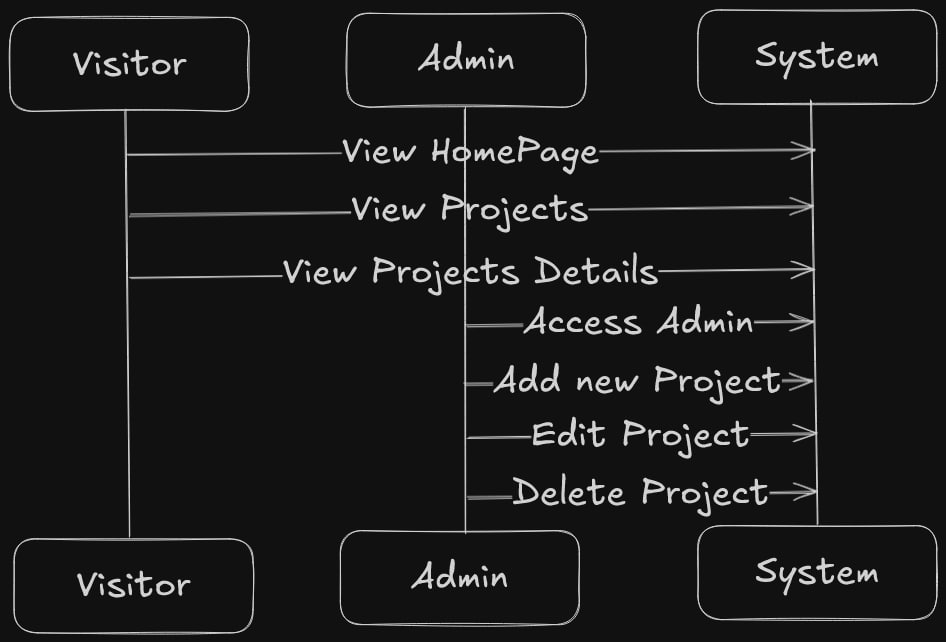 Visitor
Admin
System
View HomePage
View Projects
View Projects Details
Access Admin
Add new Project
Edit Project
Delete Project
Visitor
Admin
System